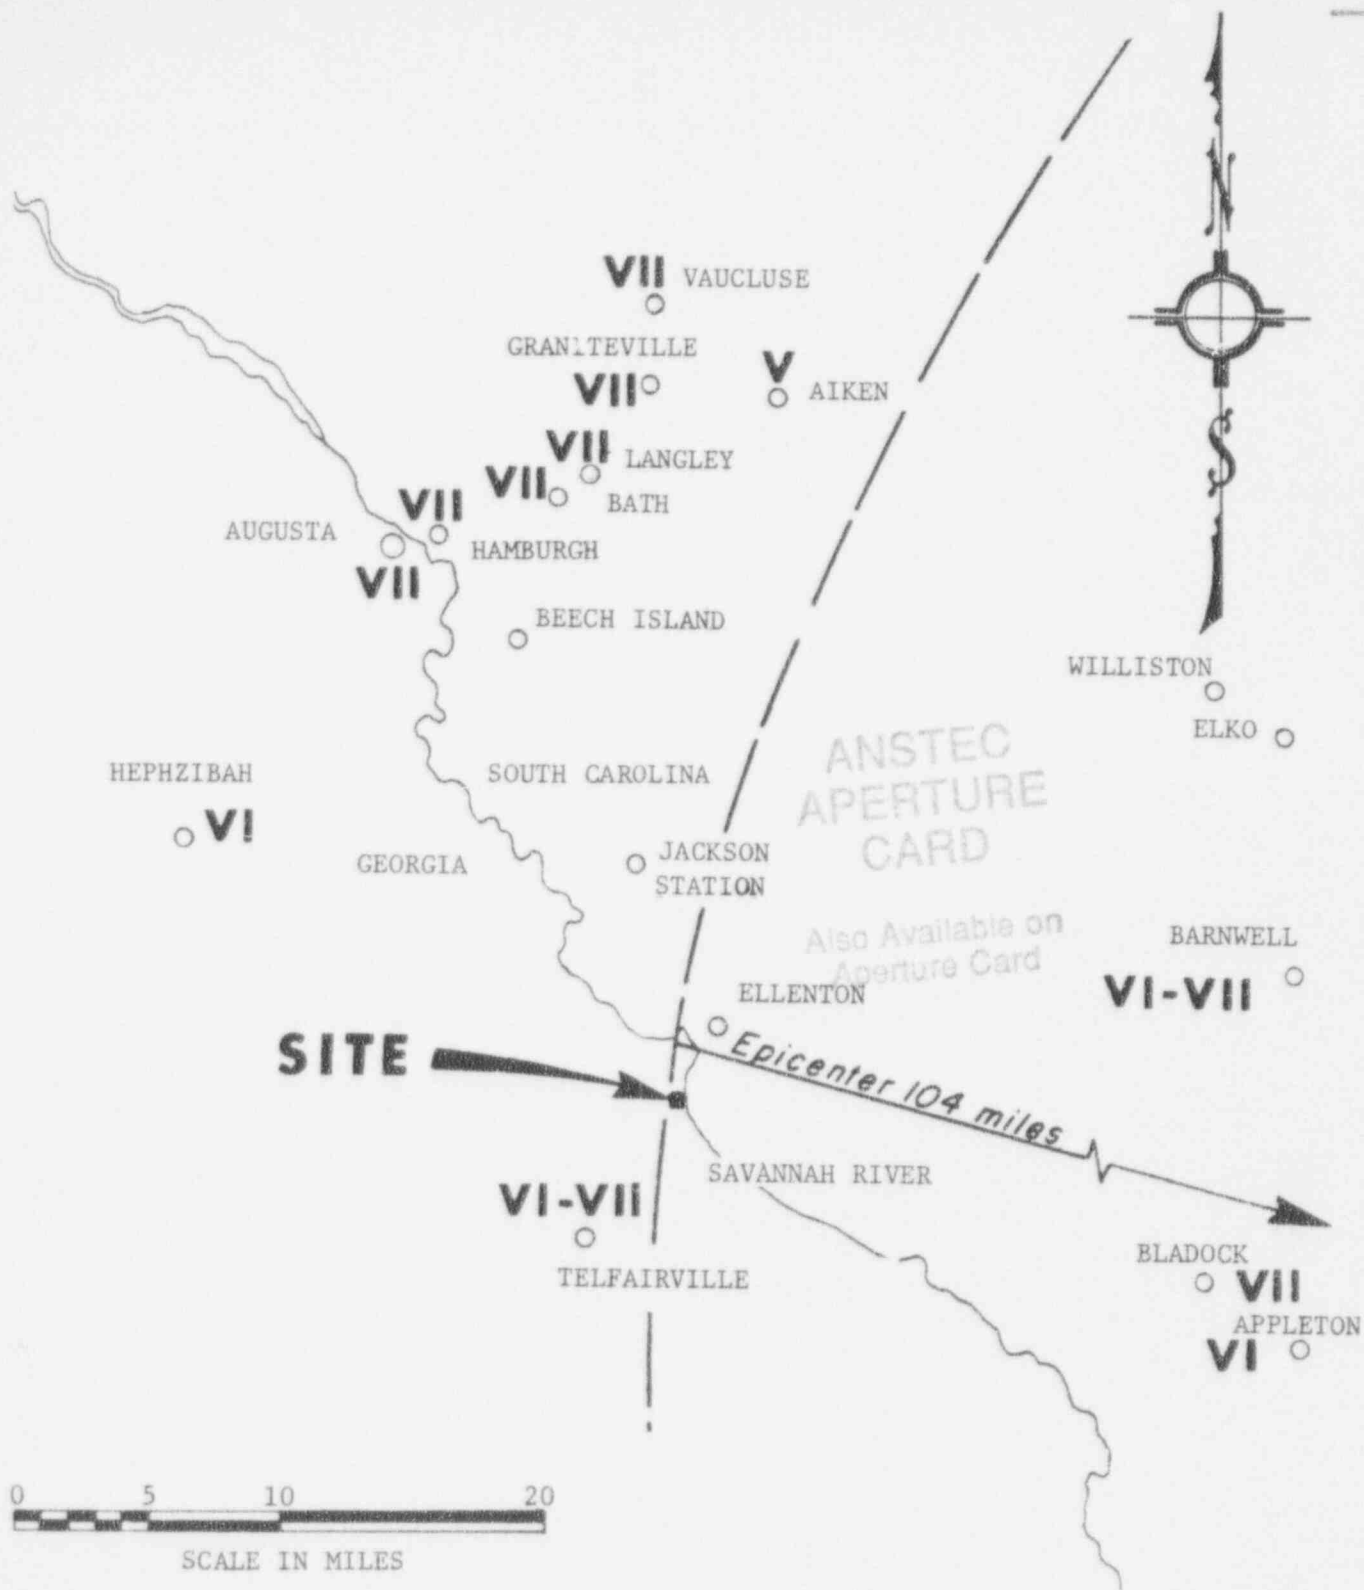 N
VII VAUCLUSE
GRANITEVILLE
VII
V
AIKEN
VII
LANGLEY
VII
BATH
VII
AUGUSTA
HAMBURGH
VII
S
BEECH ISLAND
WILLISTON
ELKO
HEPHZIBAH
VI
SOUTH CAROLINA
GEORGIA
ANSTEC
APERTURE
CARD
JACKSON
STATION
Also Available on
Aperture Card
BARNWELL
VI-VII
ELLENTON
SITE
Epicenter 104 miles
SAVANNAH RIVER
VI-VII
TELFAIRVILLE
BLADOCK
VII
APPLETON
VI
0 5 10 20
SCALE IN MILES